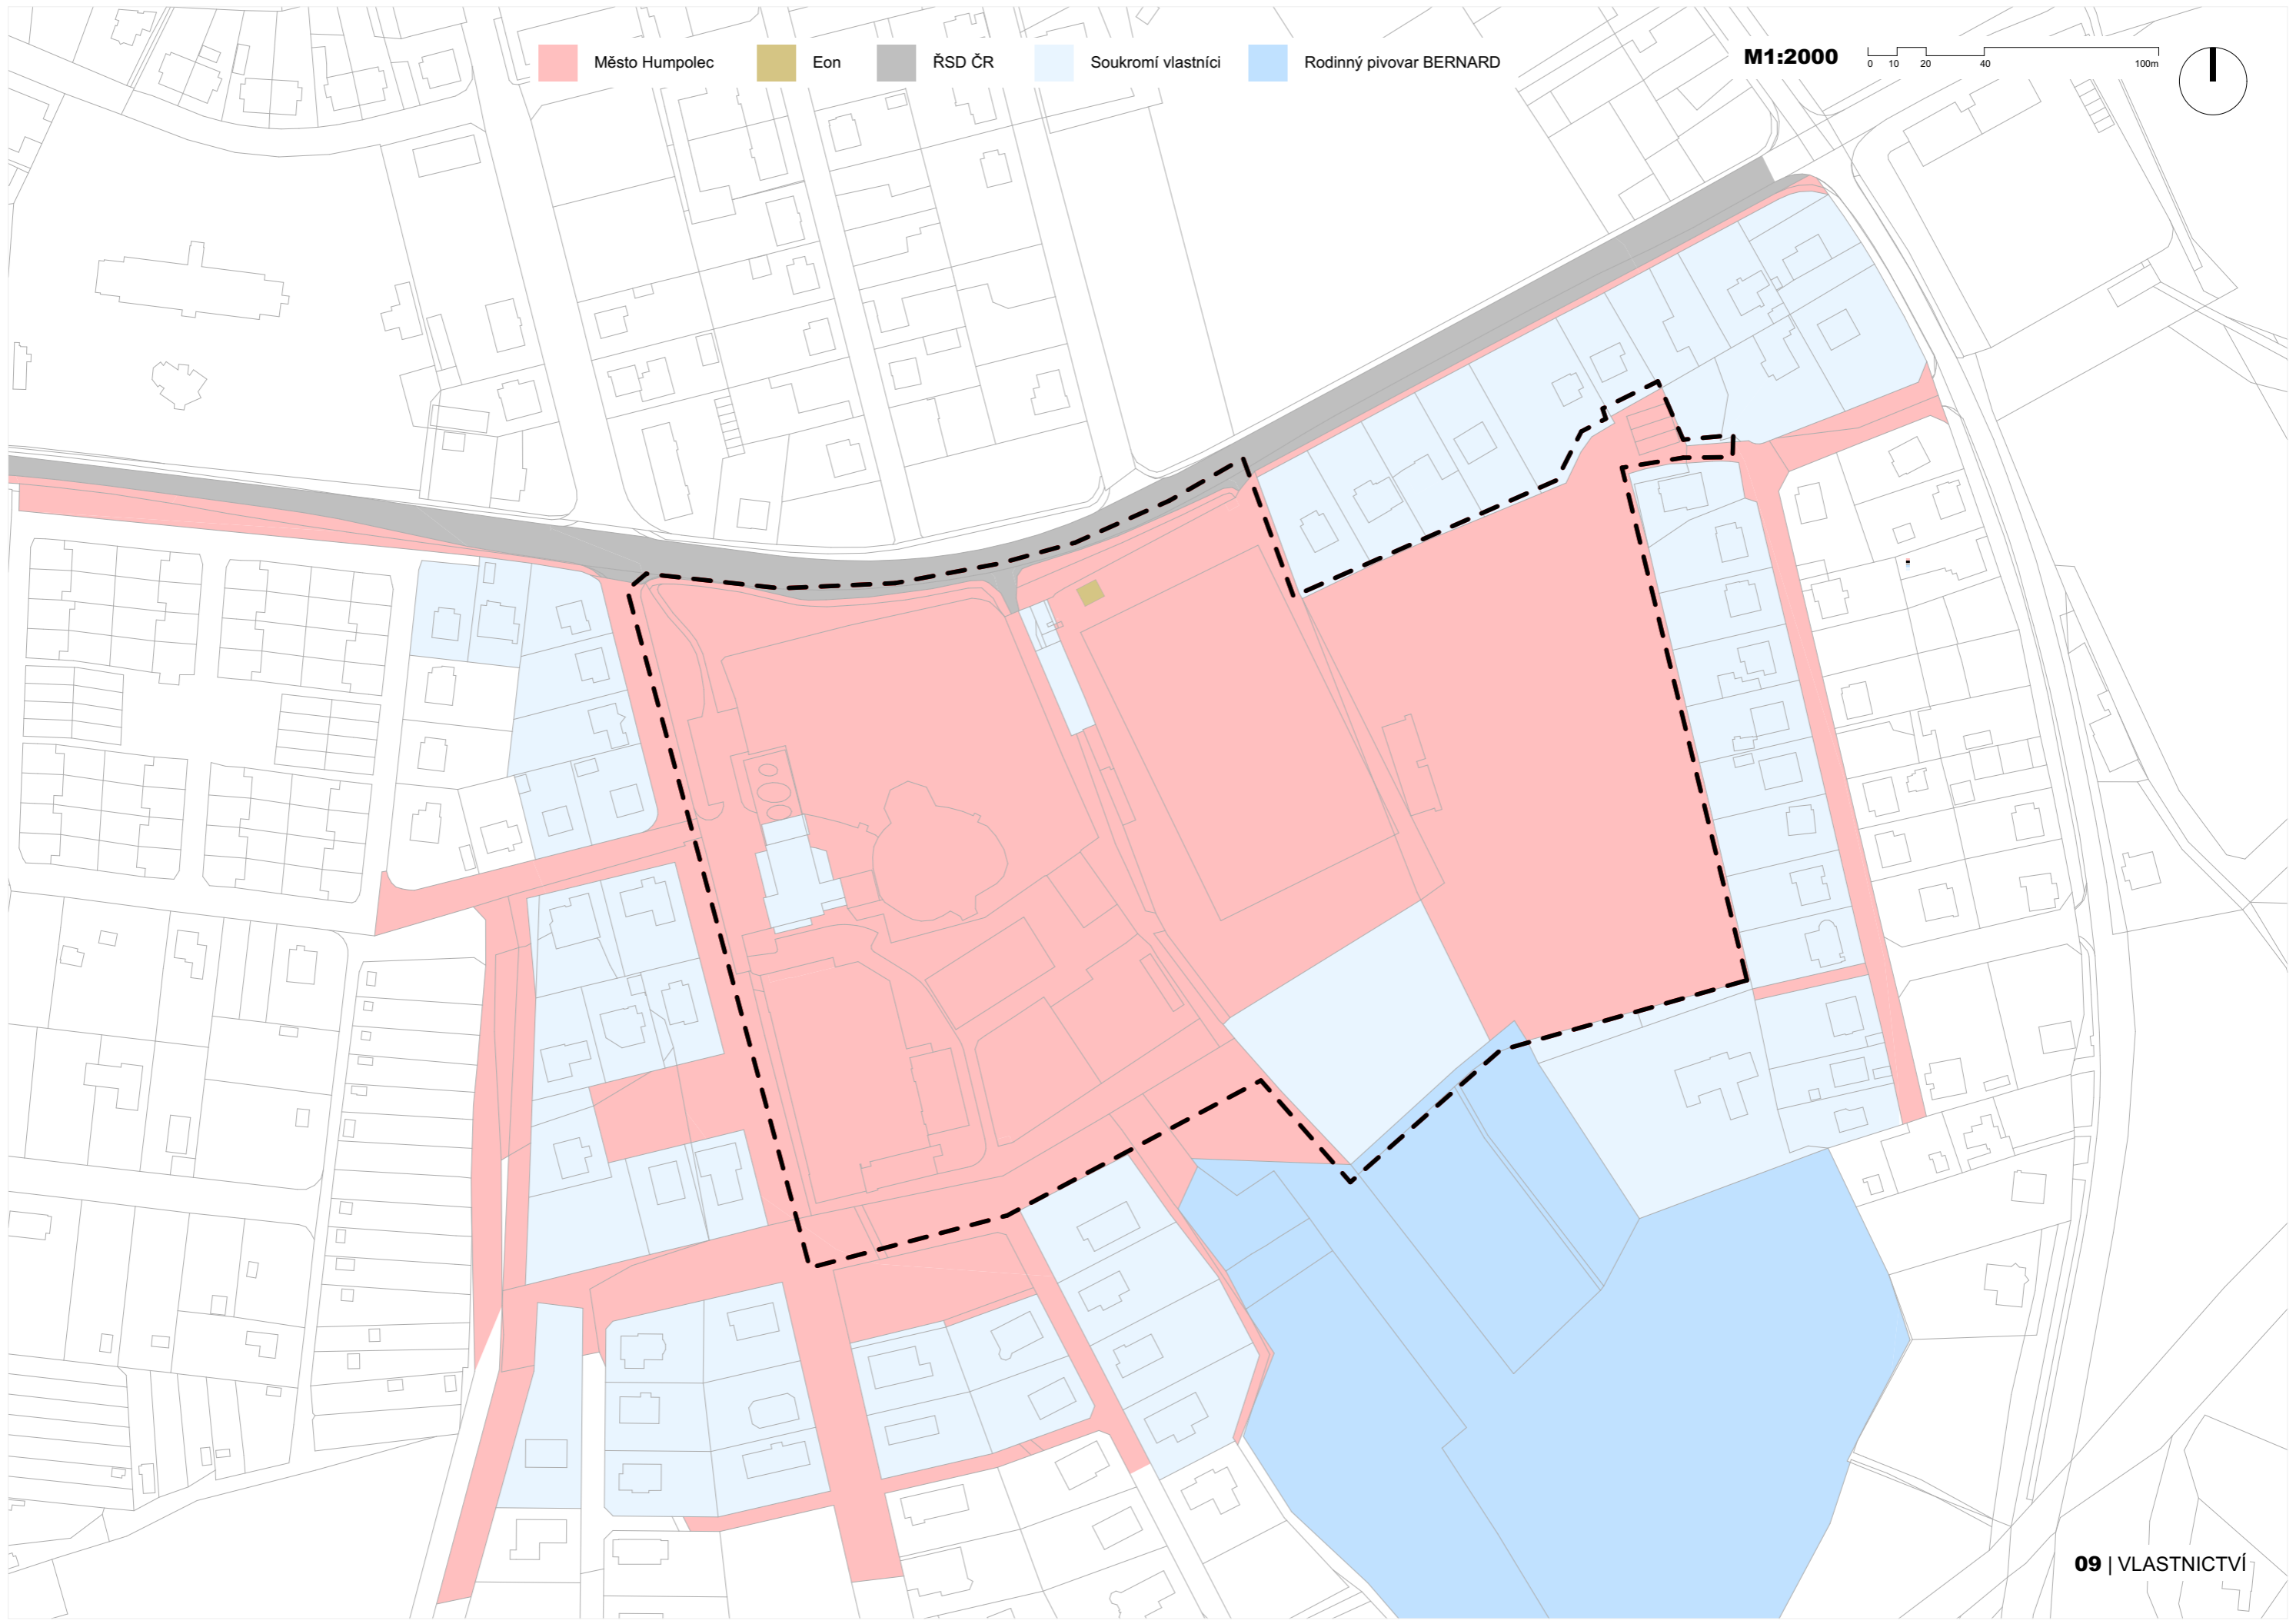 Město Humpolec
Eon
ŘSD ČR
Soukromí vlastníci
Rodinný pivovar BERNARD
M1:2000
0 10 20 40 100m
09 | VLASTNICTVÍ